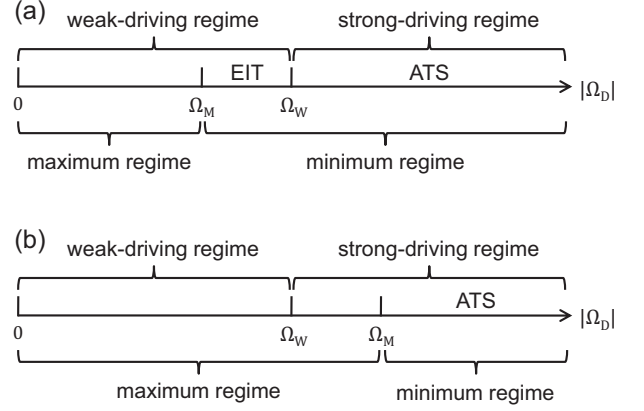 (a)
weak-driving regime strong-driving regime
EIT ATS
0 Ω_M Ω_W |Ω_D|
maximum regime minimum regime
(b)
weak-driving regime strong-driving regime
ATS
0 Ω_W Ω_M |Ω_D|
maximum regime minimum regime